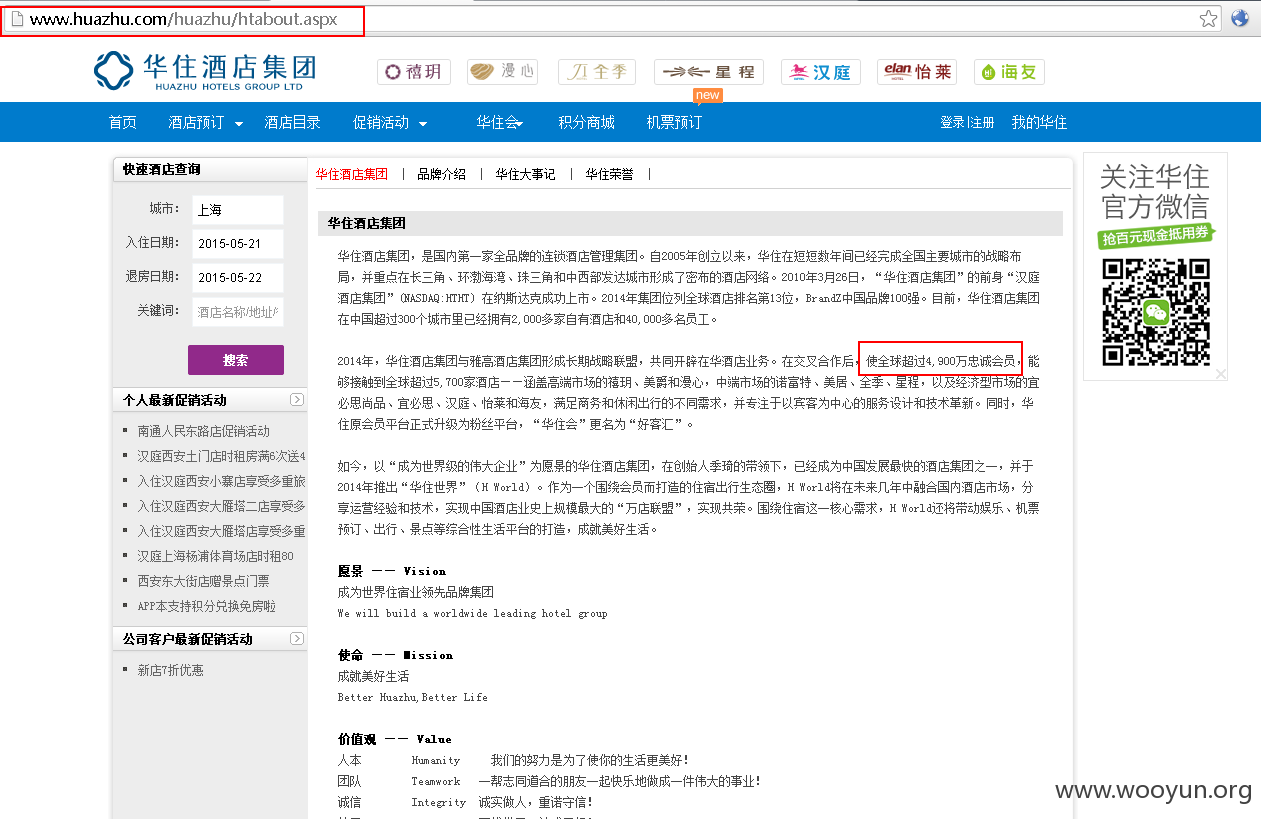 www.huazhu.com/huazhu/htabout.aspx
华住酒店集团
HUAZHU HOTELS GROUP LTD
禧玥 漫心 全季 星程 汉庭 elan 怡莱 海友
new
首页 酒店预订 酒店目录 促销活动 华住会 积分商城 机票预订 登录|注册 我的华住
快速酒店查询
城市: 上海
入住日期: 2015-05-21
退房日期: 2015-05-22
关键词: 酒店名称/地址/
搜索
个人最新促销活动
南通人民东路店促销活动
汉庭西安土门店时租房满6次送4
入住汉庭西安小寨店享受多重旅
入住汉庭西安大雁塔二店享受多
入住汉庭西安大雁塔店享受多重
汉庭上海杨浦体育场店时租80
西安东大街店赠景点门票
APP本支持积分兑换免房啦
公司客户最新促销活动
新店7折优惠
华住酒店集团 | 品牌介绍 | 华住大事记 | 华住荣誉 |
华住酒店集团
华住酒店集团，是国内第一家全品牌的连锁酒店管理集团。自2005年创立以来，华住在短短数年间已经完成全国主要城市的战略布
局，并重点在长三角、环渤海湾、珠三角和中西部发达城市形成了密布的酒店网络。2010年3月26日，“华住酒店集团”的前身“汉庭
酒店集团”(NASDAQ:HTHT) 在纳斯达克成功上市。2014年集团位列全球酒店排名第13位，BrandZ中国品牌100强。目前，华住酒店集团
在中国超过300个城市里已经拥有2,000多家自有酒店和40,000多名员工。
2014年，华住酒店集团与雅高酒店集团形成长期战略联盟，共同开辟在华酒店业务。在交叉合作后，使全球超过4,900万忠诚会员，能
够接触到全球超过5,700家酒店——涵盖高端市场的禧玥、美爵和漫心，中端市场的诺富特、美居、全季、星程，以及经济型市场的宜
必思尚品、宜必思、汉庭、怡莱和海友，满足商务和休闲出行的不同需求，并专注于以宾客为中心的服务设计和技术革新。同时，华
住原会员平台正式升级为粉丝平台，“华住会”更名为“好客汇”。
如今，以“成为世界级的伟大企业”为愿景的华住酒店集团，在创始人季琦的带领下，已经成为中国发展最快的酒店集团之一，并于
2014年推出“华住世界”（H World）。作为一个围绕会员而打造的住宿出行生态圈，H World将在未来几年中融合国内酒店市场，分
享运营经验和技术，实现中国酒店业史上规模最大的“万店联盟”，实现共荣。围绕住宿这一核心需求，H World还将带动娱乐、机票
预订、出行、景点等综合性生活平台的打造，成就美好生活。
愿景 —— Vision
成为世界住宿业领先品牌集团
We will build a worldwide leading hotel group
使命 —— Mission
成就美好生活
Better Huazhu,Better Life
价值观 —— Value
人本 Humanity 我们的努力是为了使你的生活更美好！
团队 Teamwork 一帮志同道合的朋友一起快乐地做成一件伟大的事业！
诚信 Integrity 诚实做人，重诺守信！
关注华住
官方微信
抢百元现金抵用券
www.wooyun.org